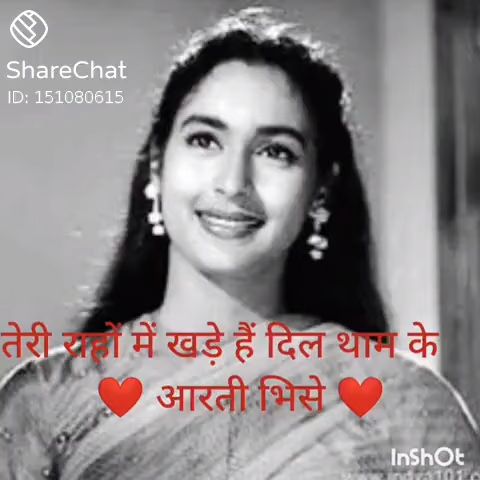 ShareChat
ID: 151080615
तेरी राहों में खड़े हैं दिल थाम के
❤️ आरती भिसे ❤️
InShOt